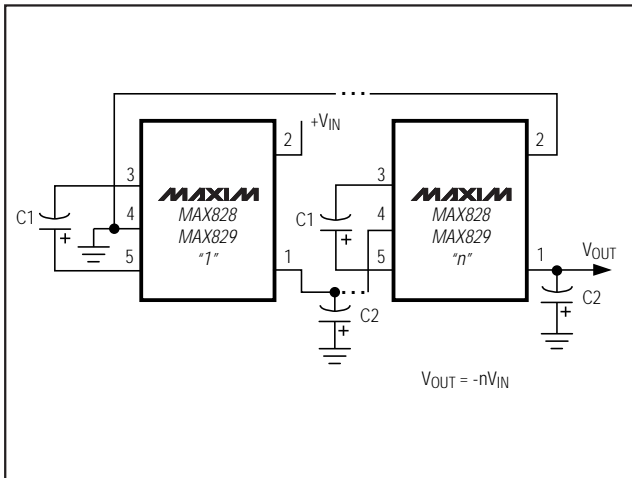 ...
+VIN
2
2
3
3
MAXIM
MAXIM
C1
4
MAX828
C1
4
MAX828
MAX829
MAX829
5
"1"
1
5
"n"
1
VOUT
+
+
...
C2
C2
+
+
VOUT = -nVIN